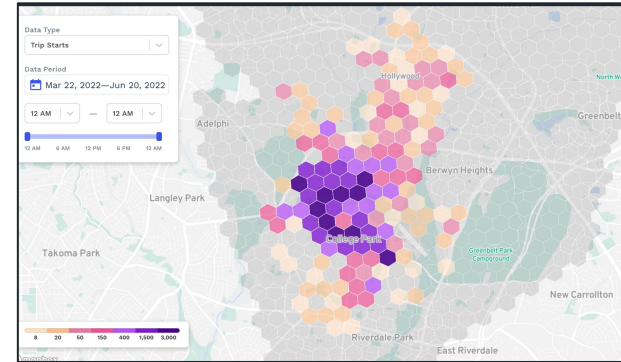 Data Type
Trip Starts
Data Period
Mar 22, 2022—Jun 20, 2022
12 AM — 12 AM
12 AM 6 AM 12 PM 6 PM 12 AM
Hollywood
Adelphi
Greenbelt
Berwyn Heights
Langley Park
College Park
Takoma Park
Greenbelt Park
Campground
New Carrollton
8 20 50 150 400 1,500 3,000
Riverdale Park
East Riverdale